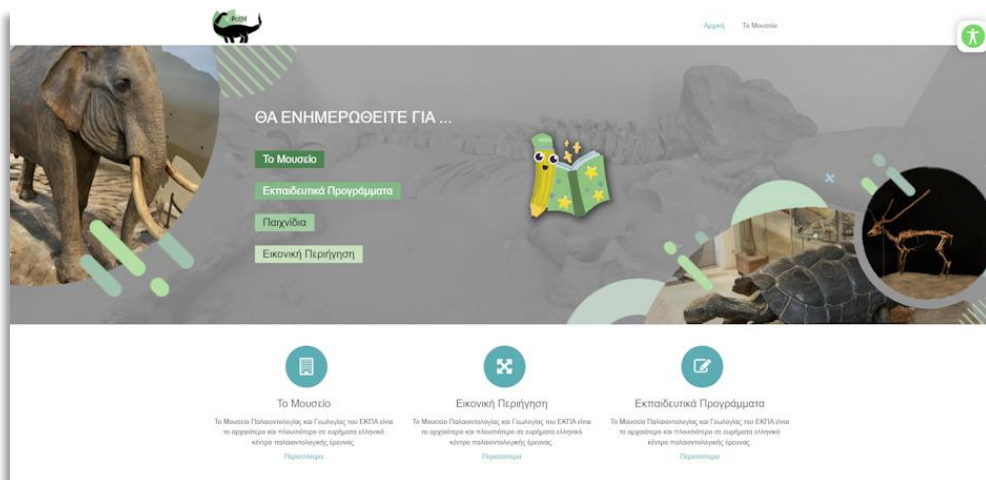 Αρχική Το Μουσείο
ΘΑ ΕΝΗΜΕΡΩΘΕΙΤΕ ΓΙΑ ...
Το Μουσείο
Εκπαιδευτικά Προγράμματα
Παιχνίδια
Εικονική Περιήγηση
Το Μουσείο
Το Μουσείο Παλαιοντολογίας και Γεωλογίας του ΕΚΠΑ είναι
το αρχαιότερο και πλουσιότερο σε ευρήματα ελληνικό
κέντρο παλαιοντολογικής έρευνας.
Περισσότερα
Εικονική Περιήγηση
Το Μουσείο Παλαιοντολογίας και Γεωλογίας του ΕΚΠΑ είναι
το αρχαιότερο και πλουσιότερο σε ευρήματα ελληνικό
κέντρο παλαιοντολογικής έρευνας.
Περισσότερα
Εκπαιδευτικά Προγράμματα
Το Μουσείο Παλαιοντολογίας και Γεωλογίας του ΕΚΠΑ είναι
το αρχαιότερο και πλουσιότερο σε ευρήματα ελληνικό
κέντρο παλαιοντολογικής έρευνας.
Περισσότερα